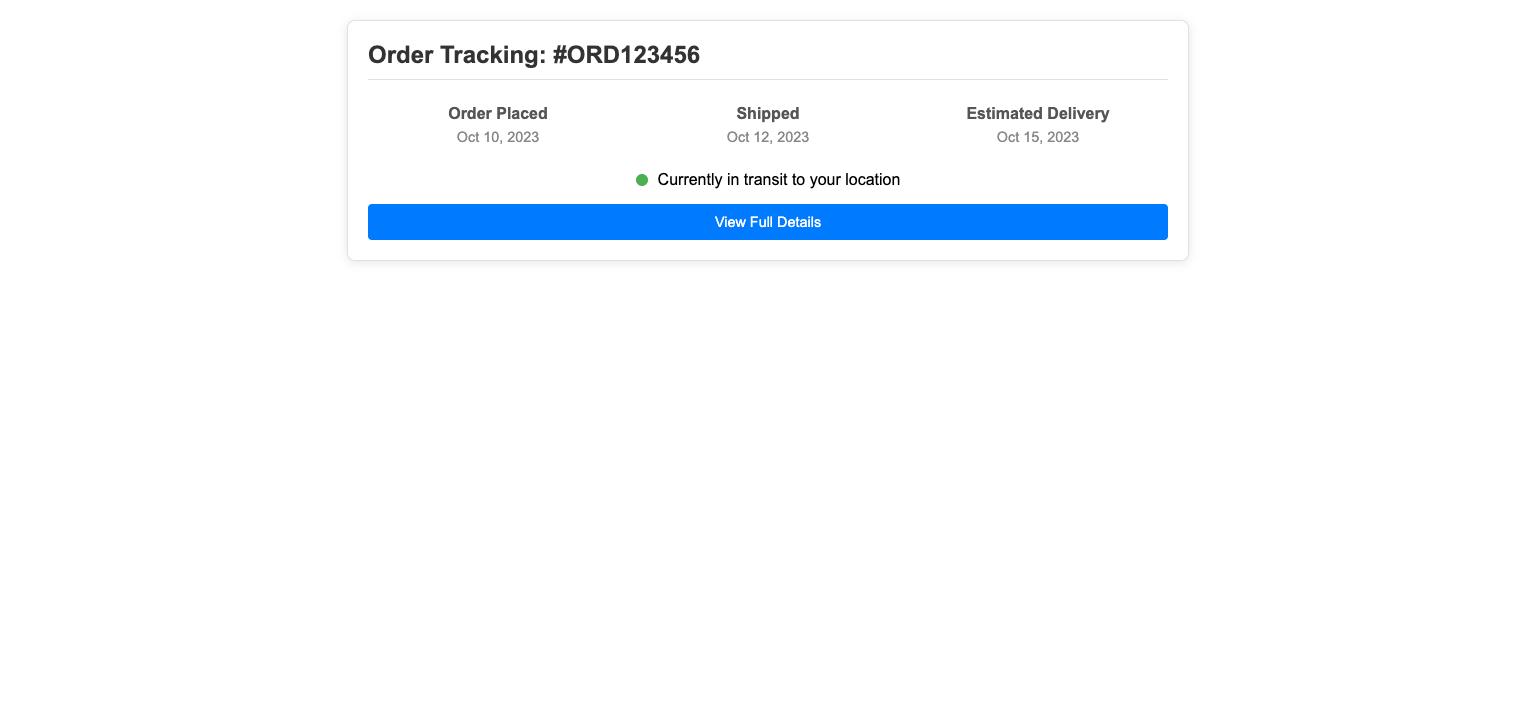 Order Tracking: #ORD123456
Order Placed
Oct 10, 2023
Shipped
Oct 12, 2023
Estimated Delivery
Oct 15, 2023
Currently in transit to your location
View Full Details